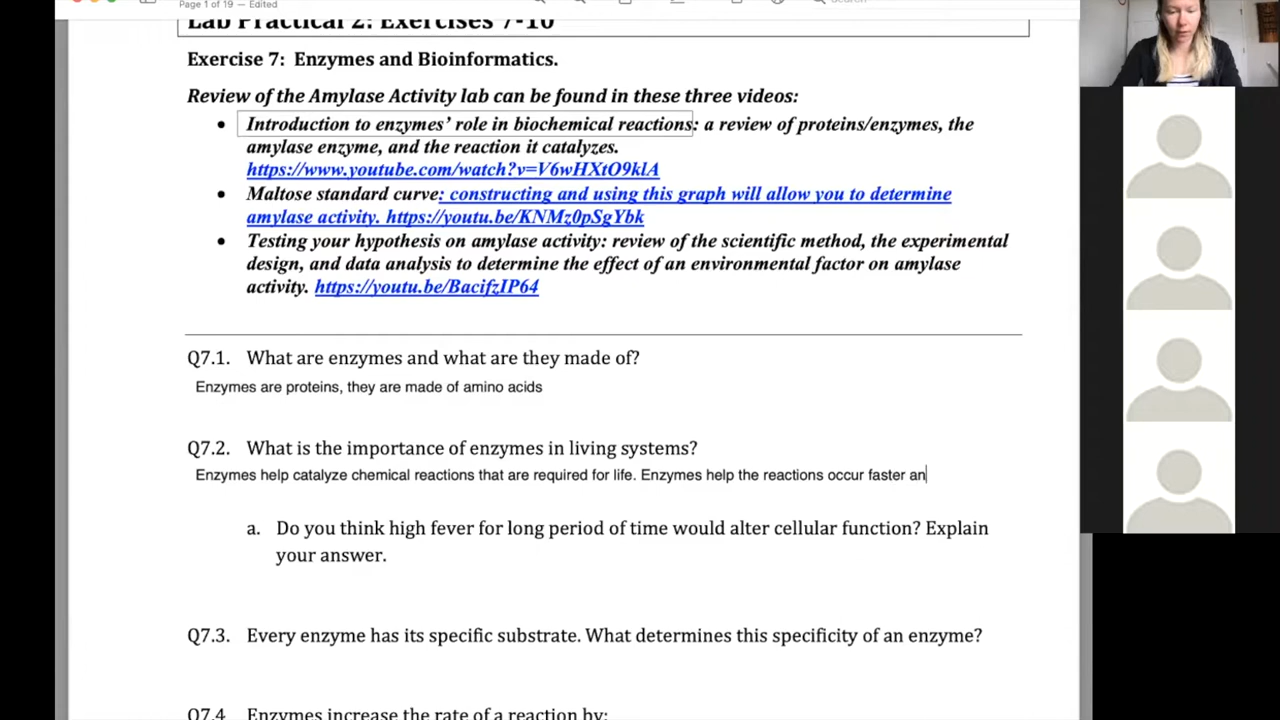 Page 1 of 19 — Edited
Search
Lab Practical 2: Exercises 7-10
Exercise 7: Enzymes and Bioinformatics.
Review of the Amylase Activity lab can be found in these three videos:
• Introduction to enzymes’ role in biochemical reactions: a review of proteins/enzymes, the
amylase enzyme, and the reaction it catalyzes.
https://www.youtube.com/watch?v=V6wHXtO9klA
• Maltose standard curve: constructing and using this graph will allow you to determine
amylase activity. https://youtu.be/KNMz0pSgYbk
• Testing your hypothesis on amylase activity: review of the scientific method, the experimental
design, and data analysis to determine the effect of an environmental factor on amylase
activity. https://youtu.be/BacifzIP64
Q7.1. What are enzymes and what are they made of?
Enzymes are proteins, they are made of amino acids
Q7.2. What is the importance of enzymes in living systems?
Enzymes help catalyze chemical reactions that are required for life. Enzymes help the reactions occur faster an
a. Do you think high fever for long period of time would alter cellular function? Explain
your answer.
Q7.3. Every enzyme has its specific substrate. What determines this specificity of an enzyme?
Q7.4 Enzymes increase the rate of a reaction by: